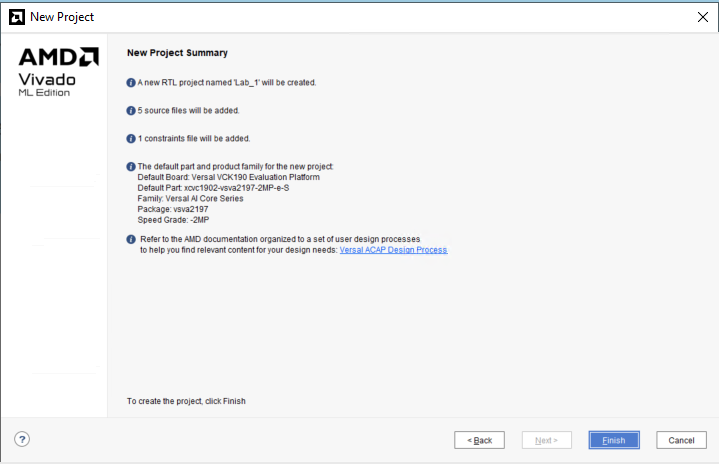 New Project
AMD
Vivado
ML Edition
New Project Summary
A new RTL project named 'Lab_1' will be created.
5 source files will be added.
1 constraints file will be added.
The default part and product family for the new project:
Default Board: Versal VCK190 Evaluation Platform
Default Part: xcvc1902-vsva2197-2MP-e-S
Family: Versal AI Core Series
Package: vsva2197
Speed Grade: -2MP
Refer to the AMD documentation organized to a set of user design processes
to help you find relevant content for your design needs: Versal ACAP Design Process
To create the project, click Finish
?
< Back
Next >
Finish
Cancel